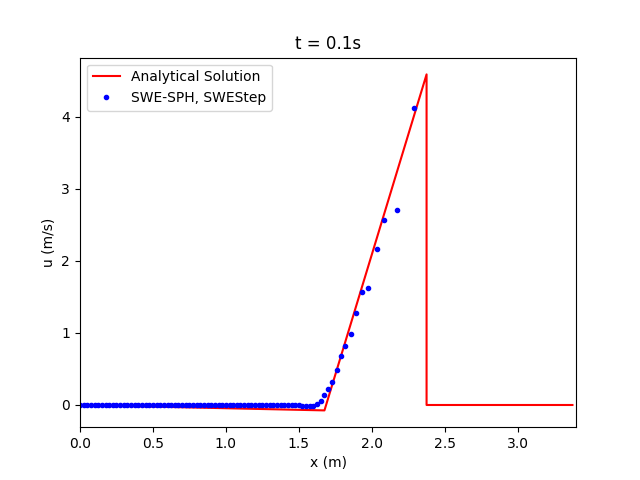 t = 0.1s
Analytical Solution
SWE-SPH, SWEStep
u (m/s)
4
3
2
1
0
0.0 0.5 1.0 1.5 2.0 2.5 3.0
x (m)